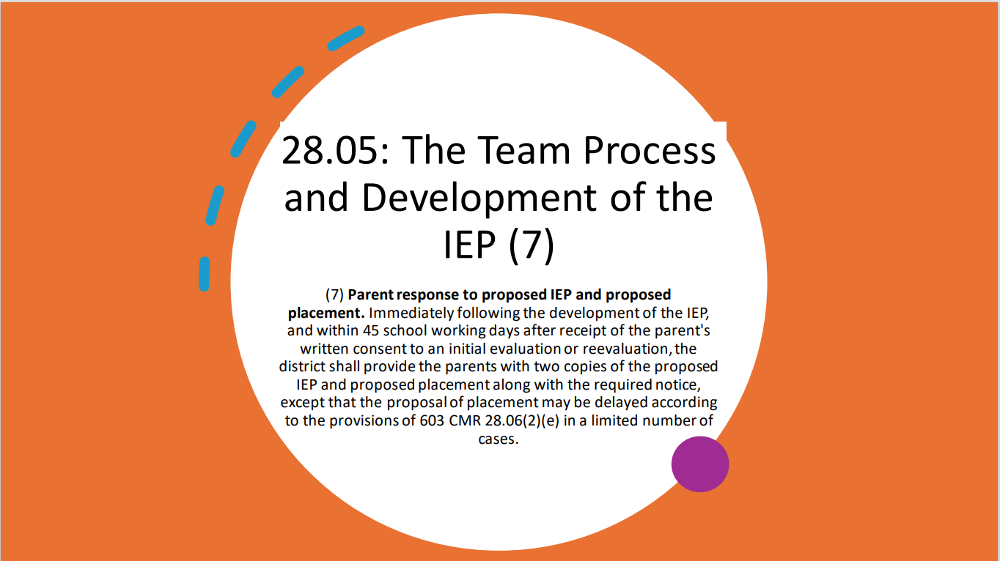 28.05: The Team Process
and Development of the
IEP (7)
(7) Parent response to proposed IEP and proposed
placement. Immediately following the development of the IEP,
and within 45 school working days after receipt of the parent's
written consent to an initial evaluation or reevaluation, the
district shall provide the parents with two copies of the proposed
IEP and proposed placement along with the required notice,
except that the proposal of placement may be delayed according
to the provisions of 603 CMR 28.06(2)(e) in a limited number of
cases.